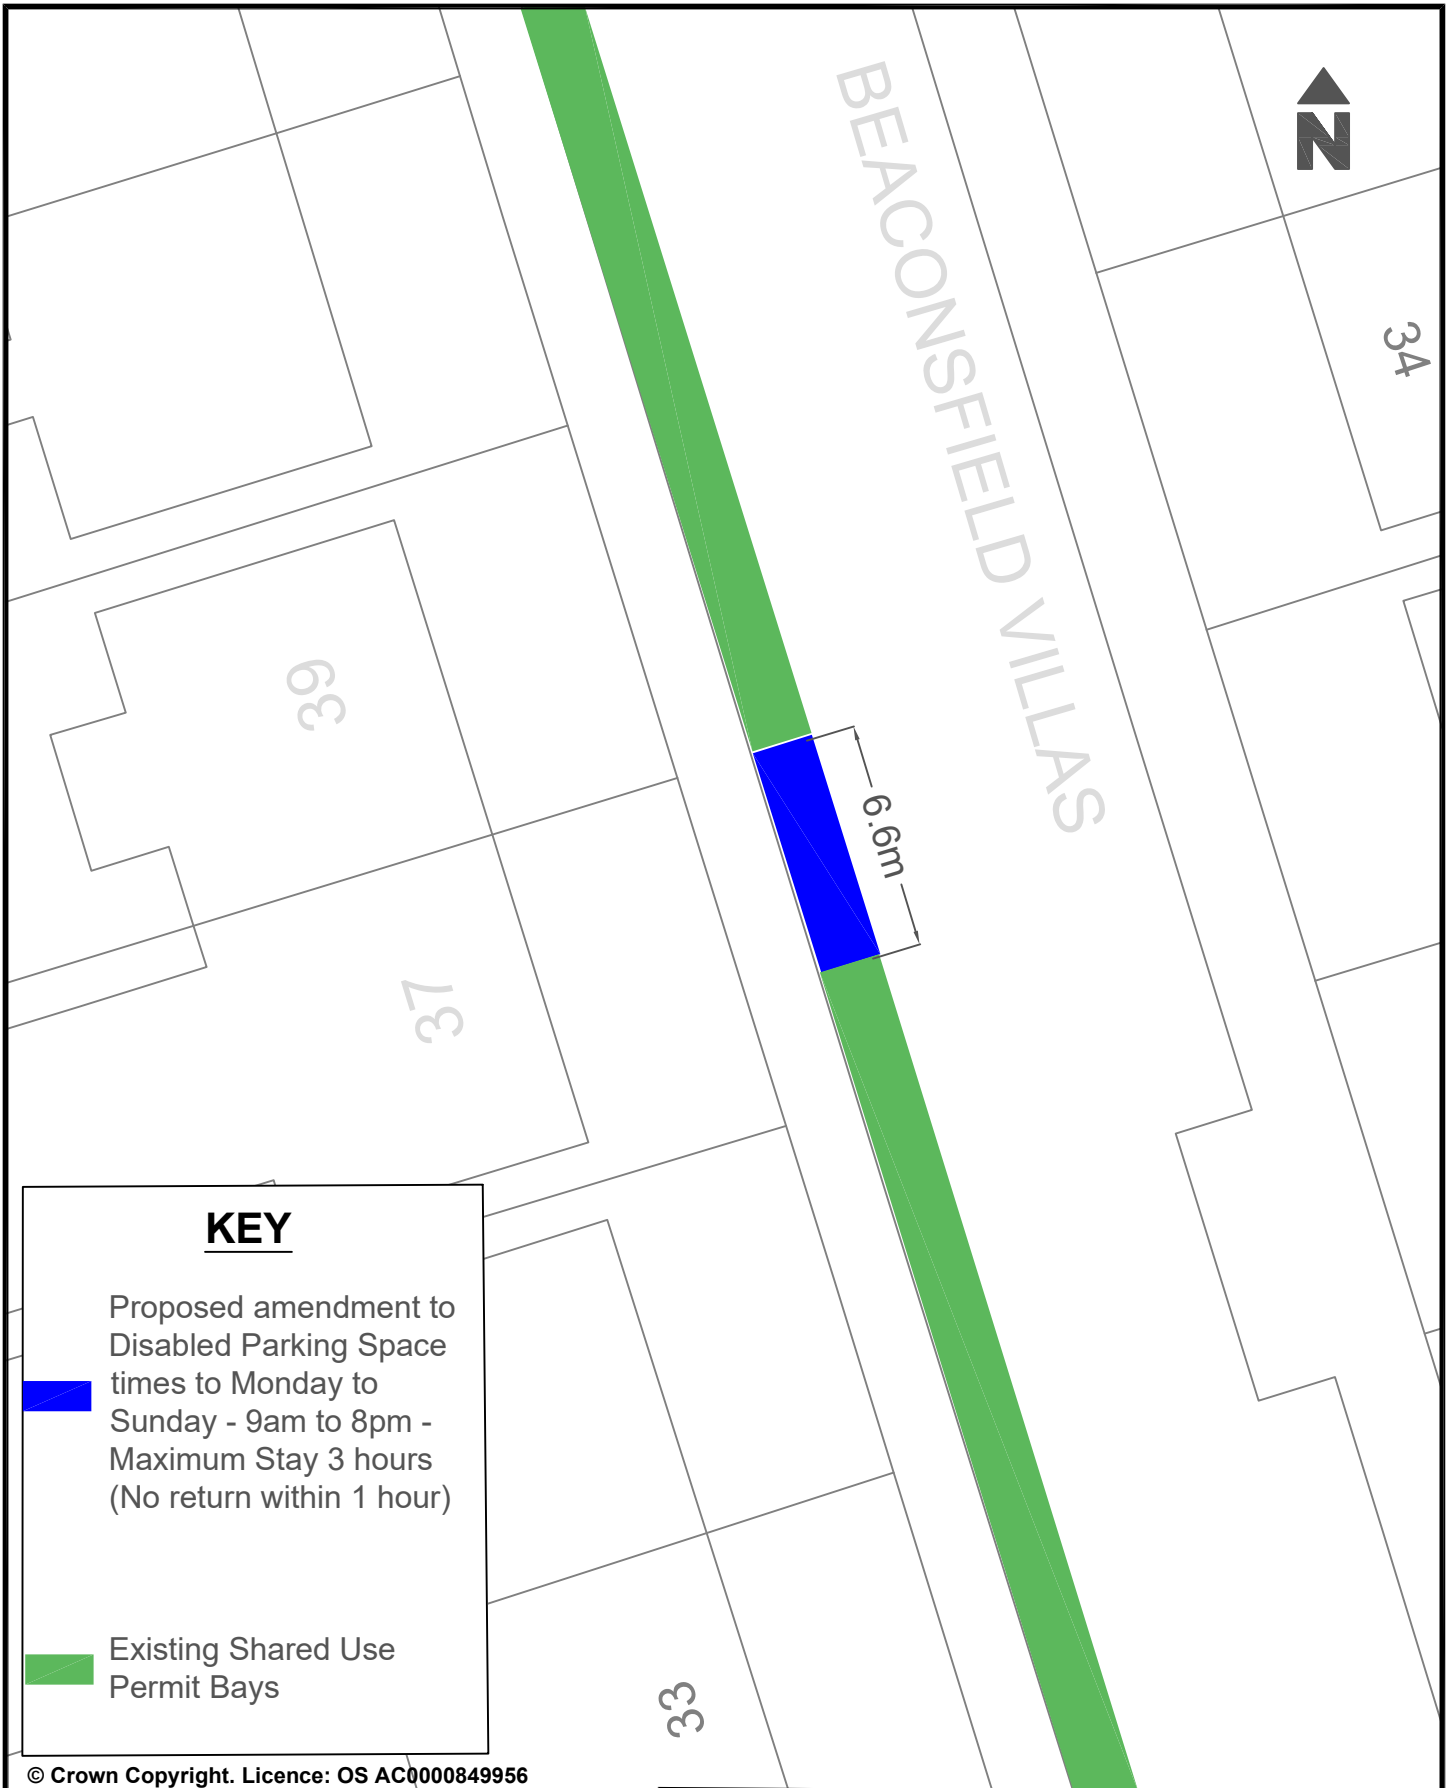 BEACONSFIELD VILLAS
N
34
39
6.6m
37
KEY
Proposed amendment to
Disabled Parking Space
times to Monday to
Sunday - 9am to 8pm -
Maximum Stay 3 hours
(No return within 1 hour)
Existing Shared Use
Permit Bays
33
© Crown Copyright. Licence: OS AC0000849956